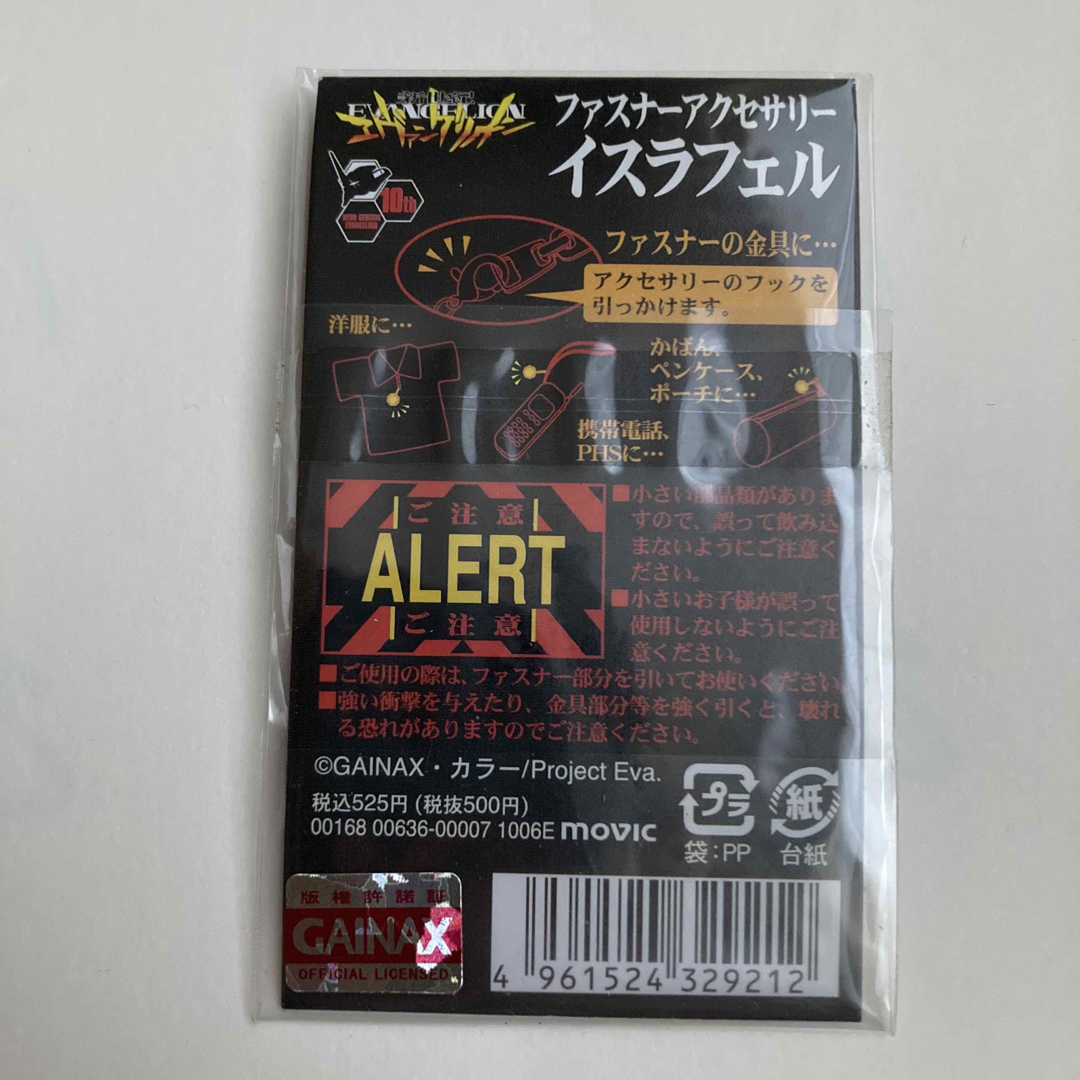 新世紀
EVANGELION
エヴァンゲリオン
10th
NEON GENESIS
EVANGELION
ファスナーアクセサリー
イスラフェル
ファスナーの金具に…
アクセサリーのフックを
引っかけます。
洋服に…
かばん、
ペンケース、
ポーチに…
携帯電話、
PHSに…
ご注意
ALERT
ご注意
■小さい部品類がありま
すので、誤って飲み込
まないようにご注意く
ださい。
■小さいお子様が誤って
使用しないようにご注
意ください。
■ご使用の際は、ファスナー部分を引いてお使いください。
■強い衝撃を与えたり、金具部分等を強く引くと、壊れ
る恐れがありますのでご注意ください。
©GAINAX・カラー/Project Eva.
税込525円 (税抜500円)
00168 00636-00007 1006E movic
プラ
袋:PP
紙
台紙
版権許諾証
GAINAX
OFFICIAL LICENSED
4 961524 329212